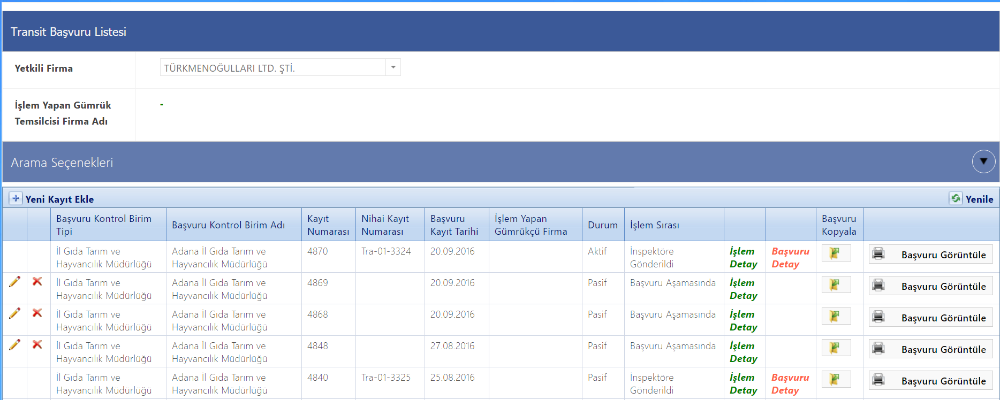 Transit Başvuru Listesi
Yetkili Firma
TÜRKMENOĞULLARI LTD. ŞTİ.
İşlem Yapan Gümrük
Temsilcisi Firma Adı
-
Arama Seçenekleri
Yeni Kayıt Ekle
Yenile
Başvuru Kontrol Birim
Tipi
Başvuru Kontrol Birim Adı
Kayıt
Numarası
Nihai Kayıt
Numarası
Başvuru
Kayıt Tarihi
İşlem Yapan
Gümrükçü Firma
Durum
İşlem Sırası
Başvuru
Kopyala
İl Gıda Tarım ve
Hayvancılık Müdürlüğü
Adana İl Gıda Tarım ve
Hayvancılık Müdürlüğü
4870
Tra-01-3324
20.09.2016
Aktif
İnspektöre
Gönderildi
İşlem
Detay
Başvuru
Detay
Başvuru Görüntüle
İl Gıda Tarım ve
Hayvancılık Müdürlüğü
Adana İl Gıda Tarım ve
Hayvancılık Müdürlüğü
4869
20.09.2016
Pasif
Başvuru Aşamasında
İşlem
Detay
Başvuru Görüntüle
İl Gıda Tarım ve
Hayvancılık Müdürlüğü
Adana İl Gıda Tarım ve
Hayvancılık Müdürlüğü
4868
20.09.2016
Pasif
Başvuru Aşamasında
İşlem
Detay
Başvuru Görüntüle
İl Gıda Tarım ve
Hayvancılık Müdürlüğü
Adana İl Gıda Tarım ve
Hayvancılık Müdürlüğü
4848
27.08.2016
Pasif
Başvuru Aşamasında
İşlem
Detay
Başvuru Görüntüle
İl Gıda Tarım ve
Hayvancılık Müdürlüğü
Adana İl Gıda Tarım ve
Hayvancılık Müdürlüğü
4840
Tra-01-3325
25.08.2016
Pasif
İnspektöre
Gönderildi
İşlem
Detay
Başvuru
Detay
Başvuru Görüntüle